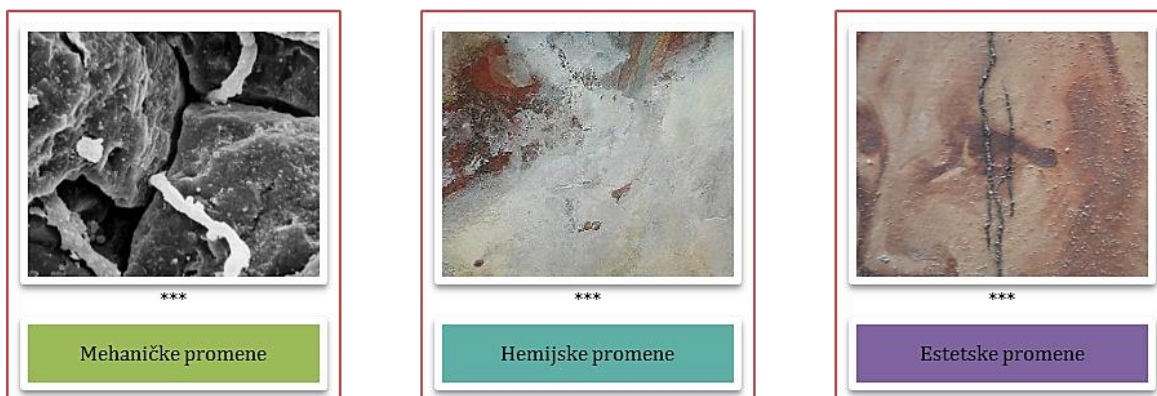 ***
***
***
Mehaničke promene
Hemijske promene
Estetske promene